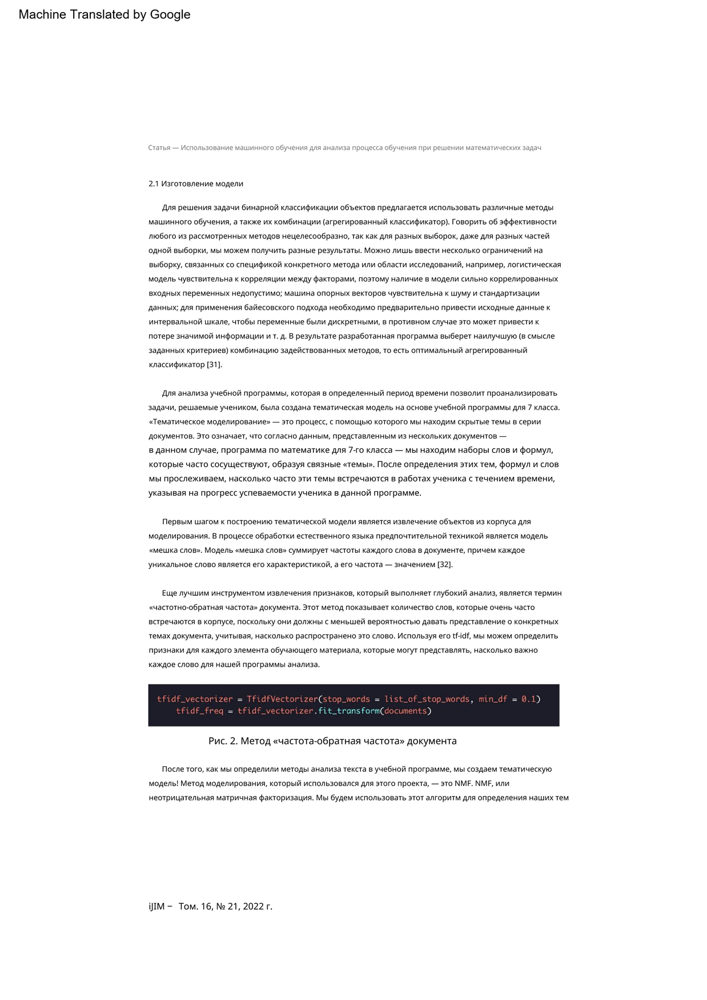 Machine Translated by Google
Статья — Использование машинного обучения для анализа процесса обучения при решении математических задач
2.1 Изготовление модели
Для решения задачи бинарной классификации объектов предлагается использовать различные методы
машинного обучения, а также их комбинации (агрегированный классификатор). Говорить об эффективности
любого из рассмотренных методов нецелесообразно, так как для разных выборок, даже для разных частей
одной выборки, мы можем получить разные результаты. Можно лишь ввести несколько ограничений на
выборку, связанных со спецификой конкретного метода или области исследований, например, логистическая
модель чувствительна к корреляции между факторами, поэтому наличие в модели сильно коррелированных
входных переменных недопустимо; машина опорных векторов чувствительна к шуму и стандартизации
данных; для применения байесовского подхода необходимо предварительно привести исходные данные к
интервальной шкале, чтобы переменные были дискретными, в противном случае это может привести к
потере значимой информации и т. д. В результате разработанная программа выберет наилучшую (в смысле
заданных критериев) комбинацию задействованных методов, то есть оптимальный агрегированный
классификатор [31].
Для анализа учебной программы, которая в определенный период времени позволит проанализировать
задачи, решаемые учеником, была создана тематическая модель на основе учебной программы для 7 класса.
«Тематическое моделирование» — это процесс, с помощью которого мы находим скрытые темы в серии
документов. Это означает, что согласно данным, представленным из нескольких документов —
в данном случае, программа по математике для 7-го класса — мы находим наборы слов и формул,
которые часто сосуществуют, образуя связные «темы». После определения этих тем, формул и слов
мы прослеживаем, насколько часто эти темы встречаются в работах ученика с течением времени,
указывая на прогресс успеваемости ученика в данной программе.
Первым шагом к построению тематической модели является извлечение объектов из корпуса для
моделирования. В процессе обработки естественного языка предпочтительной техникой является модель
«мешка слов». Модель «мешка слов» суммирует частоты каждого слова в документе, причем каждое
уникальное слово является его характеристикой, а его частота — значением [32].
Еще лучшим инструментом извлечения признаков, который выполняет глубокий анализ, является термин
«частотно-обратная частота» документа. Этот метод показывает количество слов, которые очень часто
встречаются в корпусе, поскольку они должны с меньшей вероятностью давать представление о конкретных
темах документа, учитывая, насколько распространено это слово. Используя его tf-idf, мы можем определить
признаки для каждого элемента обучающего материала, которые могут представлять, насколько важно
каждое слово для нашей программы анализа.
tfidf_vectorizer = TfidfVectorizer(stop_words = list_of_stop_words, min_df = 0.1)
tfidf_freq = tfidf_vectorizer.fit_transform(documents)
Рис. 2. Метод «частота-обратная частота» документа
После того, как мы определили методы анализа текста в учебной программе, мы создаем тематическую
модель! Метод моделирования, который использовался для этого проекта, — это NMF. NMF, или
неотрицательная матричная факторизация. Мы будем использовать этот алгоритм для определения наших тем
iJIM – Том. 16, № 21, 2022 г.